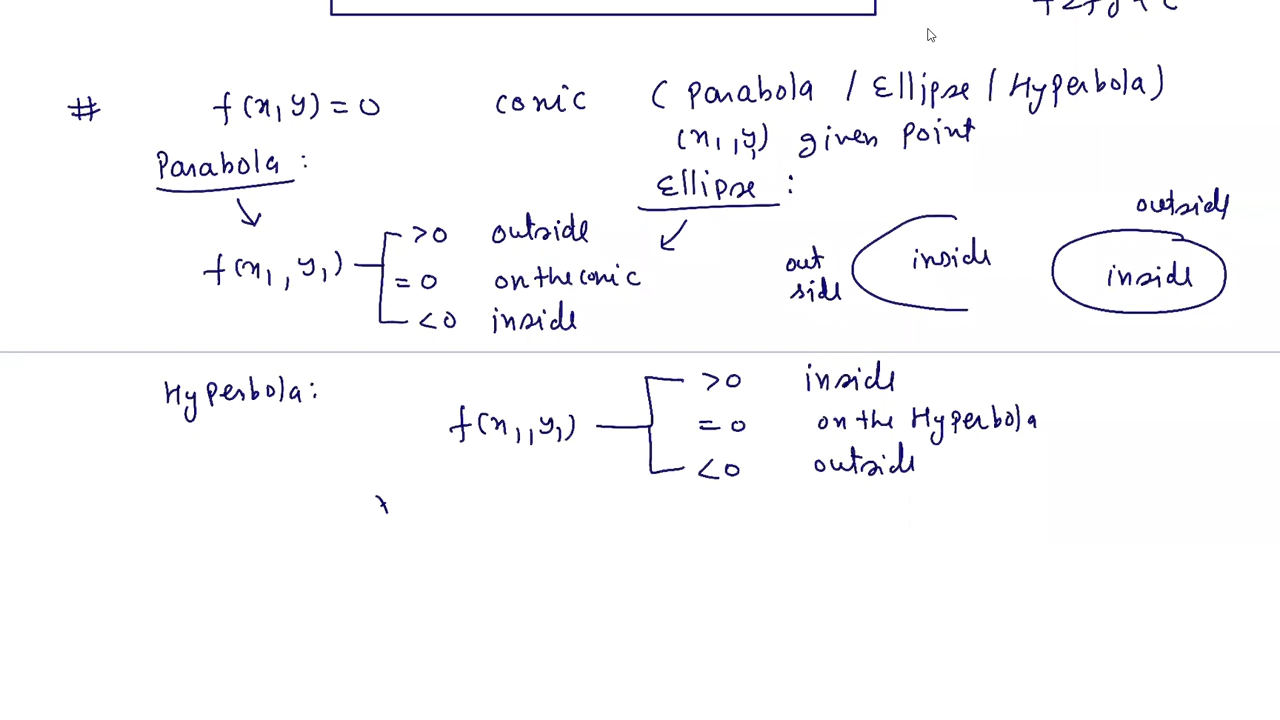 # f(x, y) = 0 conic (Parabola / Ellipse / Hyperbola)
(x₁, y₁) given point
Parabola :
Ellipse :
f(x₁, y₁)
>0 outside
= 0 on the conic
<0 inside
out side
inside
outside
inside
Hyperbola:
f(x₁, y₁)
>0 inside
= 0 on the Hyperbola
<0 outside